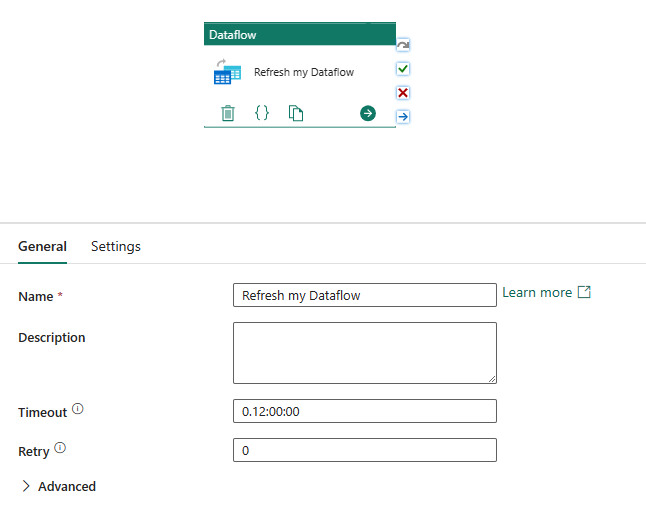 Dataflow
Refresh my Dataflow
{}
General Settings
Name * Refresh my Dataflow Learn more
Description
Timeout 0.12:00:00
Retry 0
Advanced